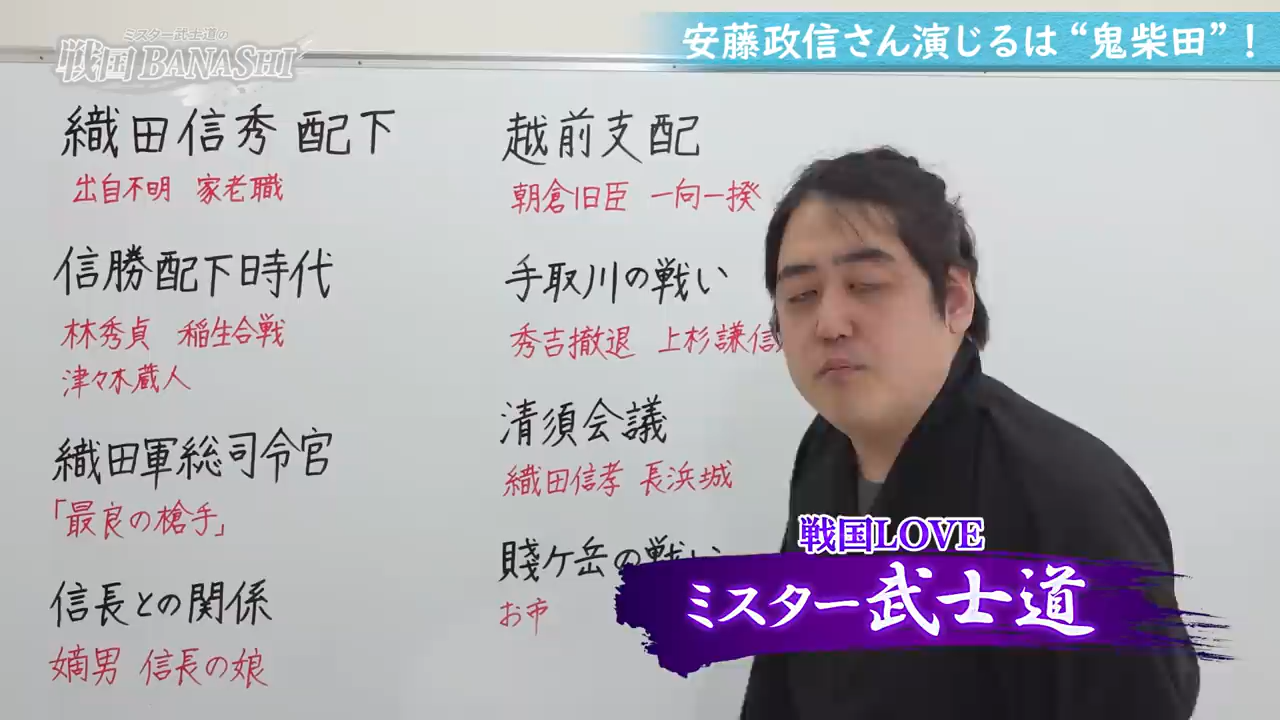 ミスター武士道の
戦国BANASHI
安藤政信さん演じるは“鬼柴田”！
織田信秀 配下
出自不明 家老職
信勝配下時代
林秀貞 稲生合戦
津々木蔵人
織田軍総司令官
「最良の槍手」
信長との関係
嫡男 信長の娘
越前支配
朝倉旧臣 一向一揆
手取川の戦い
秀吉撤退 上杉謙信
清須会議
織田信孝 長浜城
賤ケ岳の戦い
お市
戦国LOVE
ミスター武士道